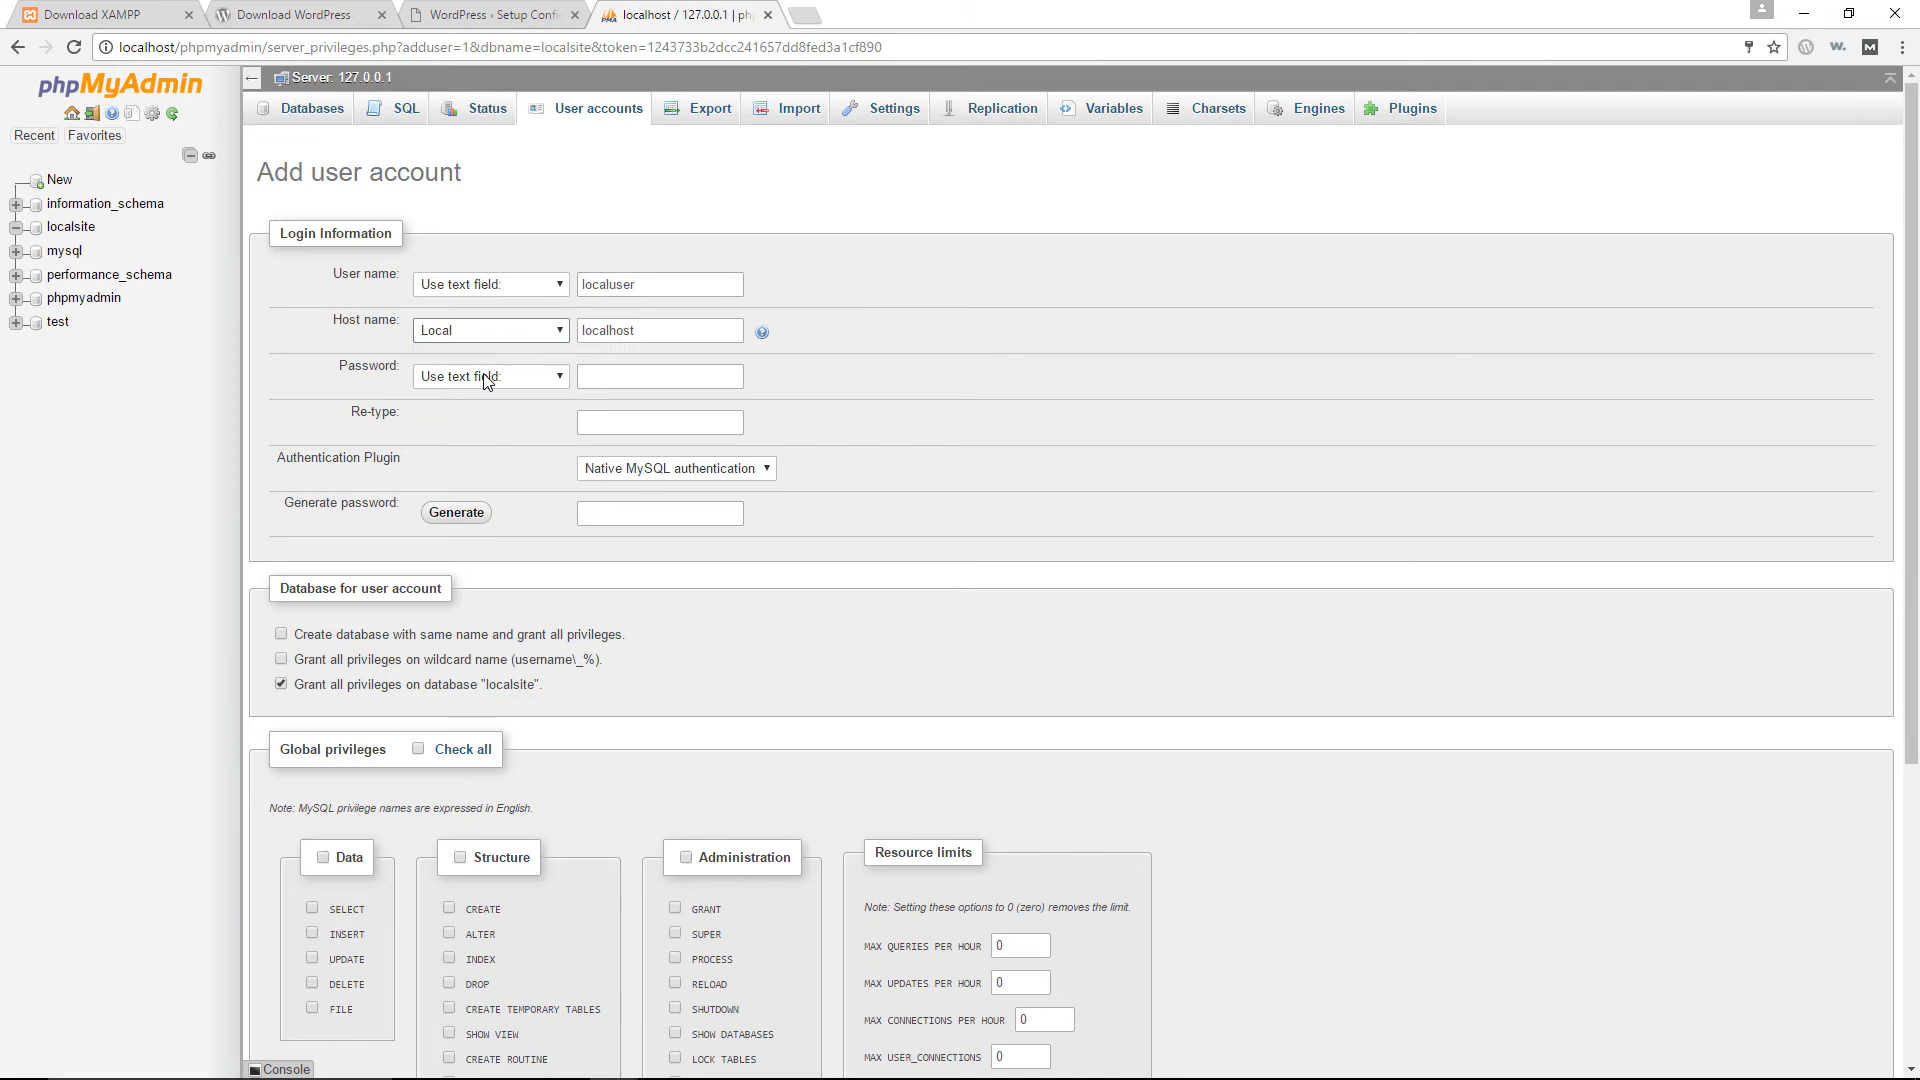 Download XAMPP
Download WordPress
WordPress › Setup Confi
localhost / 127.0.0.1 | ph
localhost/phpmyadmin/server_privileges.php?adduser=1&dbname=localsite&token=1243733b2dcc241657dd8fed3a1cf890
phpMyAdmin
Recent
Favorites
New
information_schema
localsite
mysql
performance_schema
phpmyadmin
test
Server: 127.0.0.1
Databases
SQL
Status
User accounts
Export
Import
Settings
Replication
Variables
Charsets
Engines
Plugins
Add user account
Login Information
User name:
Use text field:
localuser
Host name:
Local
localhost
Password:
Use text field:
Re-type:
Authentication Plugin
Native MySQL authentication
Generate password:
Generate
Database for user account
Create database with same name and grant all privileges.
Grant all privileges on wildcard name (username\_%).
Grant all privileges on database "localsite".
Global privileges
Check all
Note: MySQL privilege names are expressed in English.
Data
SELECT
INSERT
UPDATE
DELETE
FILE
Structure
CREATE
ALTER
INDEX
DROP
CREATE TEMPORARY TABLES
SHOW VIEW
CREATE ROUTINE
Administration
GRANT
SUPER
PROCESS
RELOAD
SHUTDOWN
SHOW DATABASES
LOCK TABLES
Resource limits
Note: Setting these options to 0 (zero) removes the limit.
MAX QUERIES PER HOUR 0
MAX UPDATES PER HOUR 0
MAX CONNECTIONS PER HOUR 0
MAX USER_CONNECTIONS 0
Console